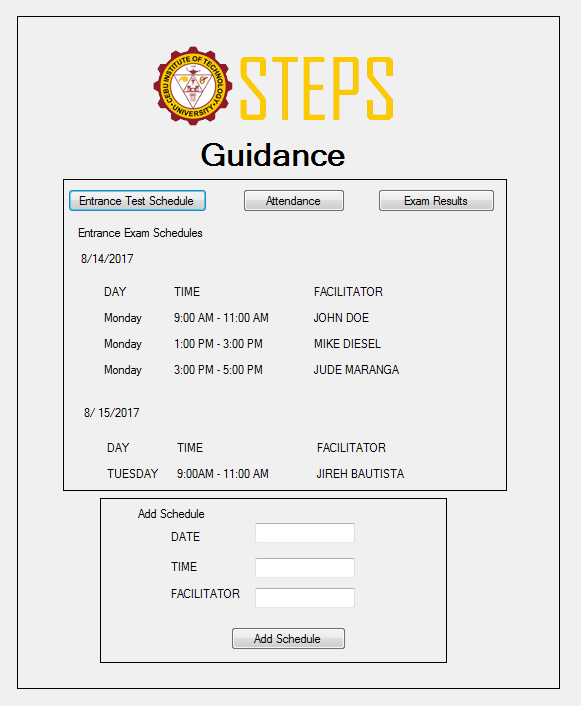 CEBU INSTITUTE OF TECHNOLOGY
UNIVERSITY
STEPS
Guidance
Entrance Test Schedule Attendance Exam Results
Entrance Exam Schedules
8/14/2017
DAY TIME FACILITATOR
Monday 9:00 AM - 11:00 AM JOHN DOE
Monday 1:00 PM - 3:00 PM MIKE DIESEL
Monday 3:00 PM - 5:00 PM JUDE MARANGA
8/ 15/2017
DAY TIME FACILITATOR
TUESDAY 9:00AM - 11:00 AM JIREH BAUTISTA
Add Schedule
DATE
TIME
FACILITATOR
Add Schedule